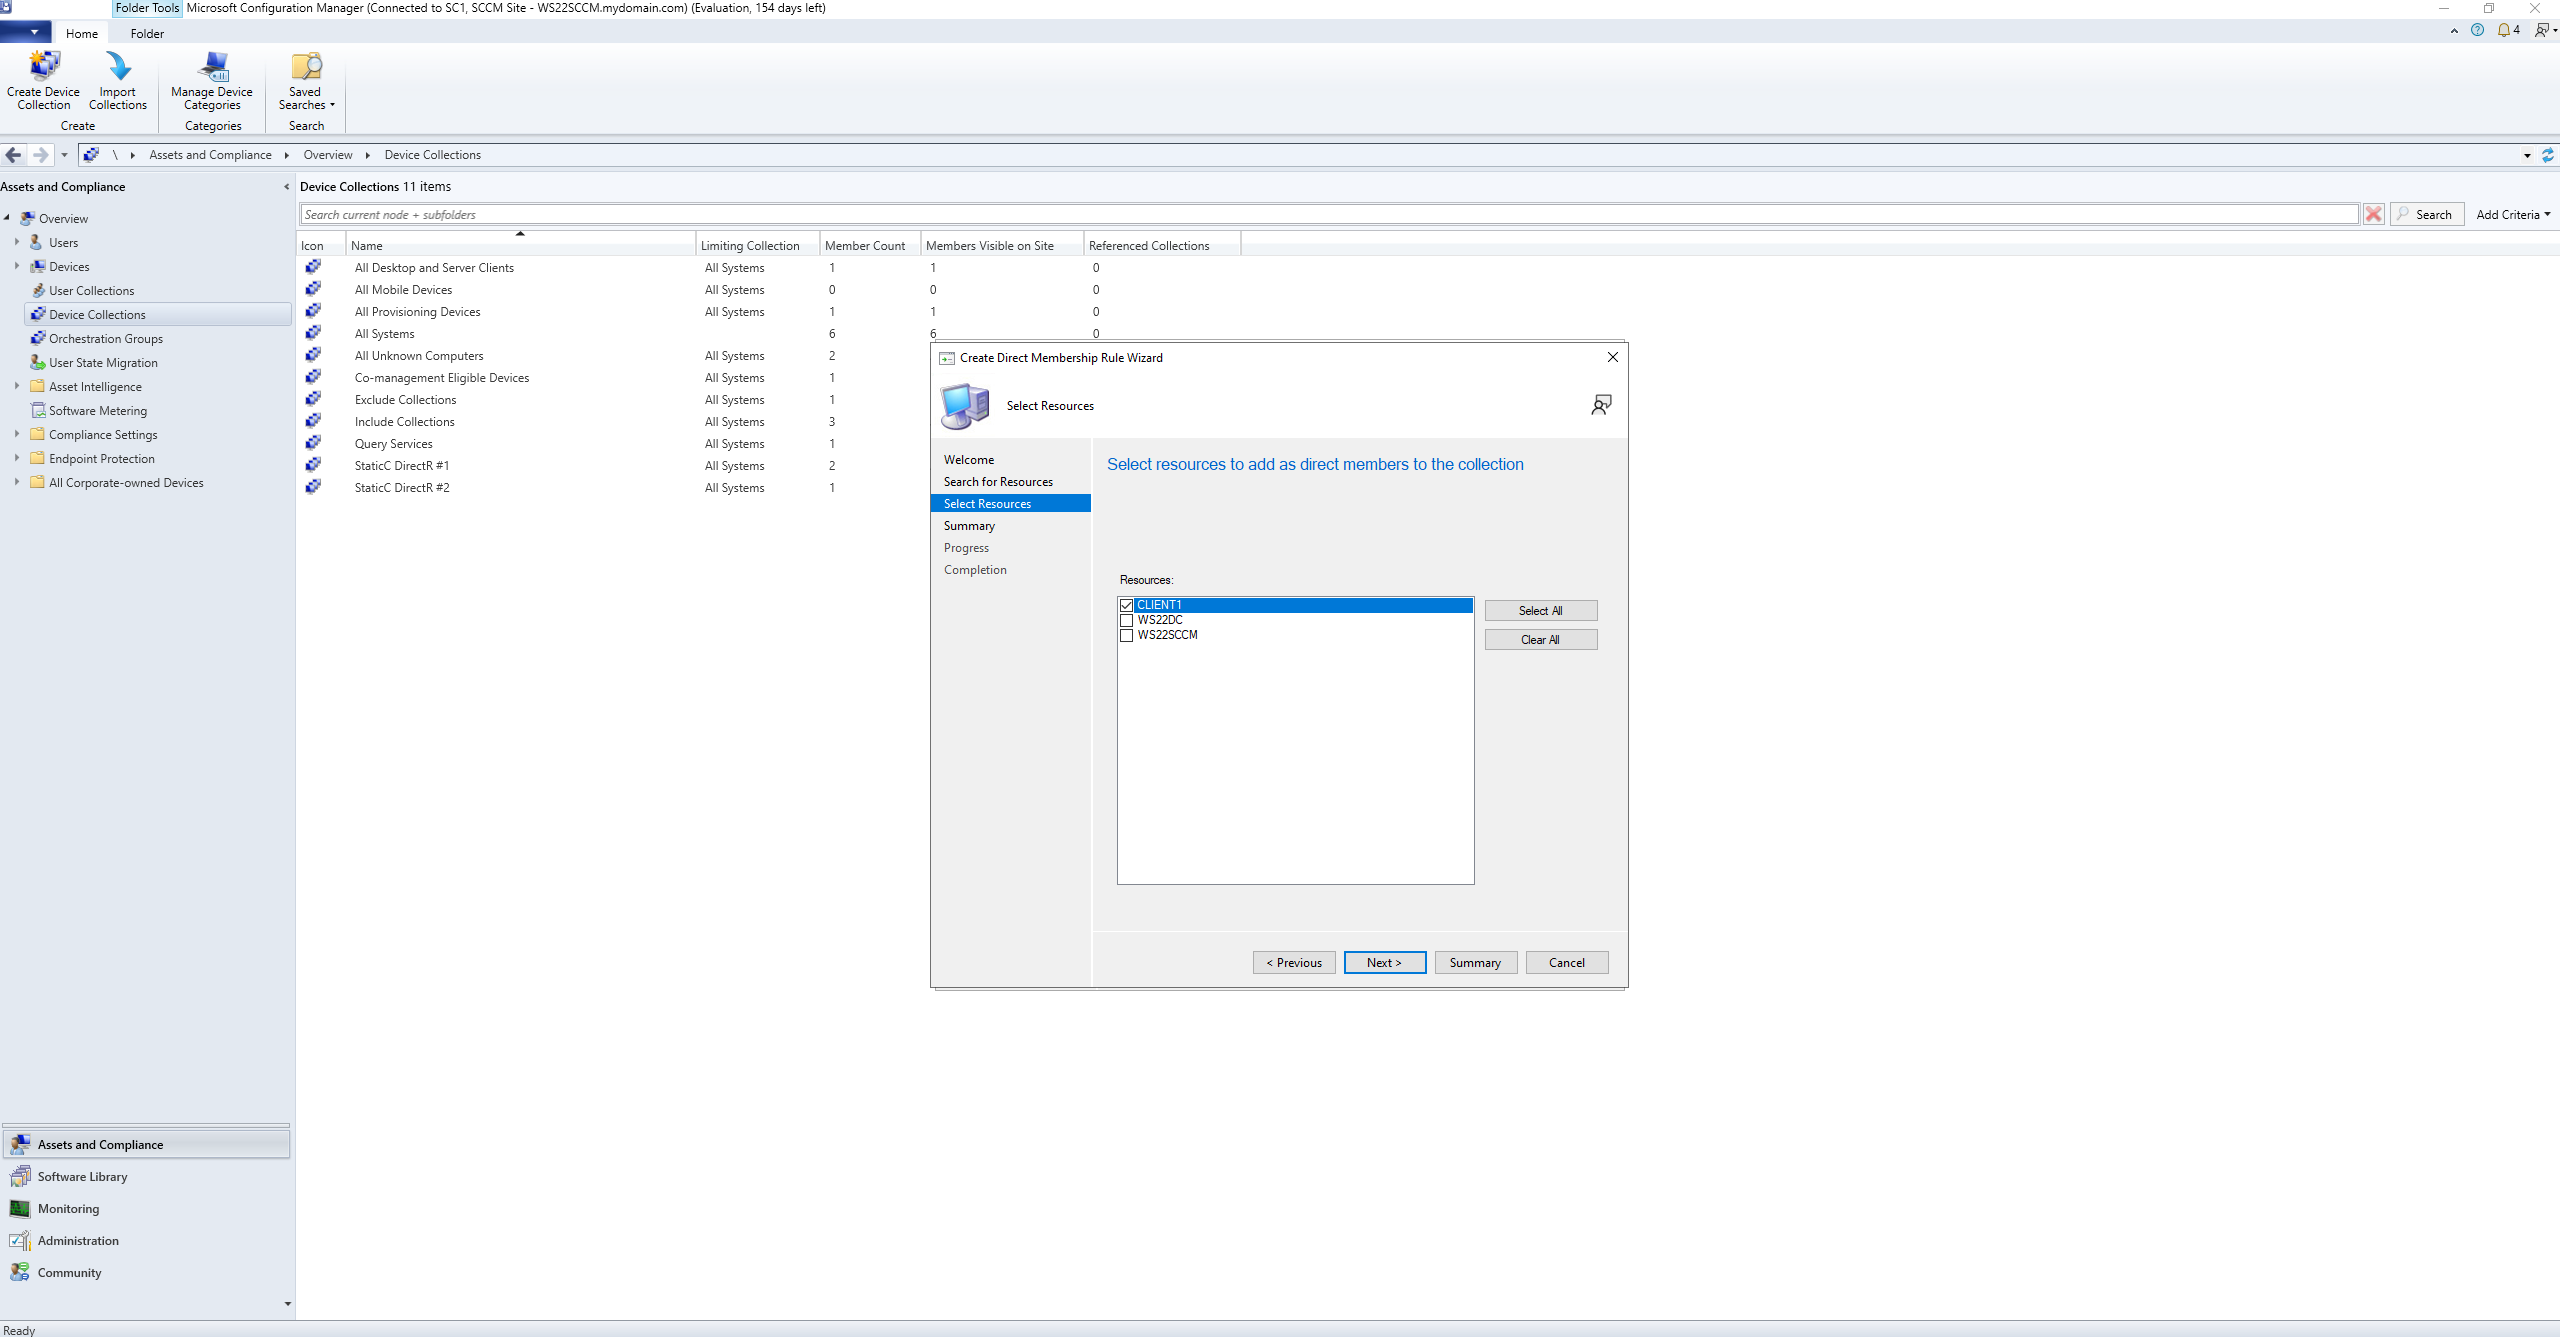 Folder Tools Microsoft Configuration Manager (Connected to SC1, SCCM Site - WS22SCCM.mydomain.com) (Evaluation, 154 days left)
Home Folder
4
Create Device Collection
Import Collections
Manage Device Categories
Saved Searches
Create Categories Search
\ Assets and Compliance Overview Device Collections
Assets and Compliance
Overview
Users
Devices
User Collections
Device Collections
Orchestration Groups
User State Migration
Asset Intelligence
Software Metering
Compliance Settings
Endpoint Protection
All Corporate-owned Devices
Assets and Compliance
Software Library
Monitoring
Administration
Community
Device Collections 11 items
Search current node + subfolders Search Add Criteria
Icon Name Limiting Collection Member Count Members Visible on Site Referenced Collections
All Desktop and Server Clients All Systems 1 1 0
All Mobile Devices All Systems 0 0 0
All Provisioning Devices All Systems 1 1 0
All Systems 6 6 0
All Unknown Computers All Systems 2
Co-management Eligible Devices All Systems 1
Exclude Collections All Systems 1
Include Collections All Systems 3
Query Services All Systems 1
StaticC DirectR #1 All Systems 2
StaticC DirectR #2 All Systems 1
Create Direct Membership Rule Wizard
Select Resources
Welcome
Search for Resources
Select Resources
Summary
Progress
Completion
Select resources to add as direct members to the collection
Resources:
CLIENT1
WS22DC
WS22SCCM
Select All
Clear All
< Previous Next > Summary Cancel
Ready